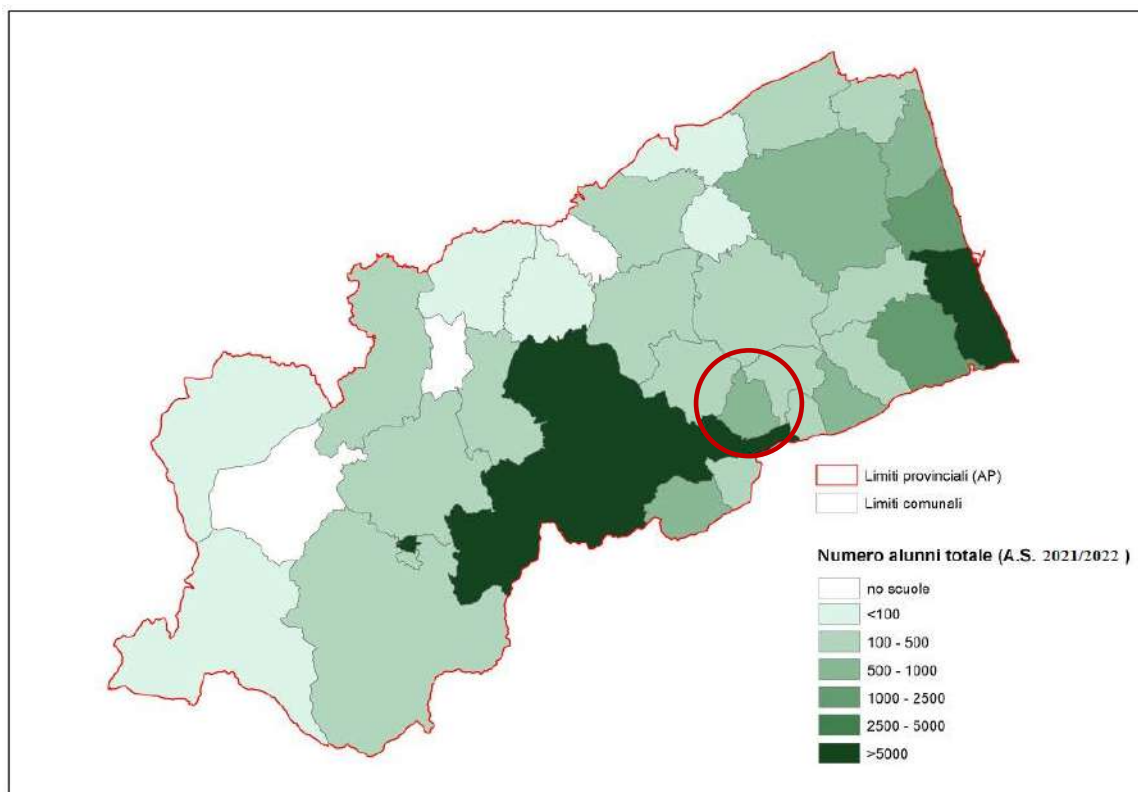 Limiti provinciali (AP)
Limiti comunali
Numero alunni totale (A.S. 2021/2022 )
no scuole
<100
100 - 500
500 - 1000
1000 - 2500
2500 - 5000
>5000